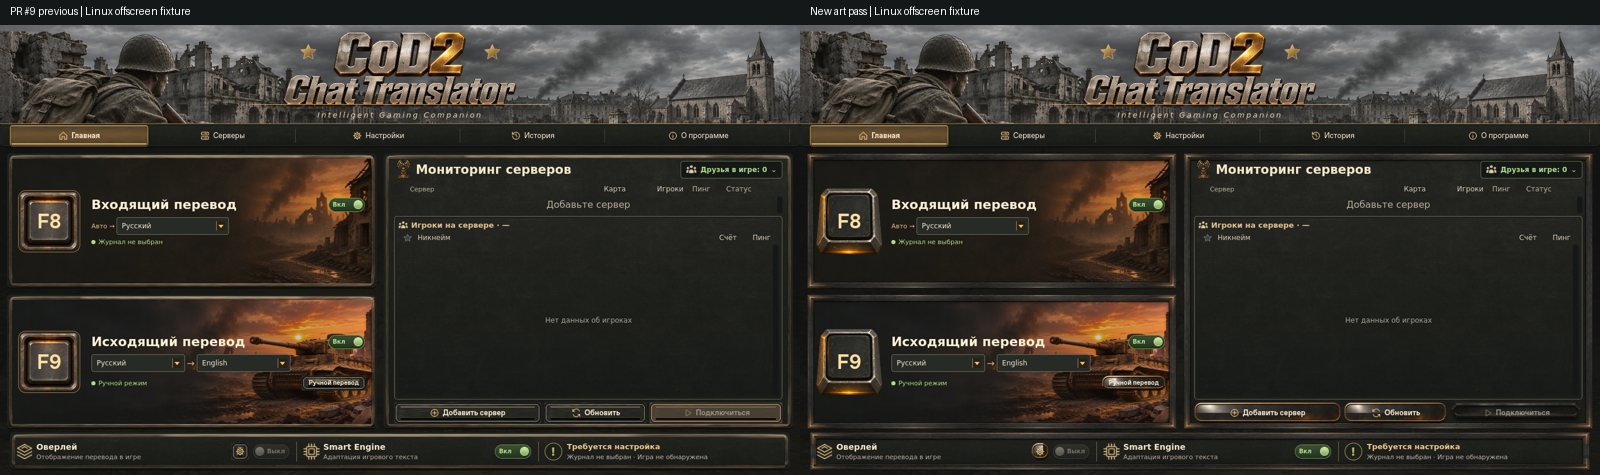 PR #9 previous | Linux offscreen fixture
CoD2
Chat Translator
Intelligent Gaming Companion
Главная
Серверы
Настройки
История
О программе
F8
Входящий перевод
Вкл
Авто → Русский
Журнал не выбран
F9
Исходящий перевод
Вкл
Русский → English
Ручной режим
Ручной перевод
Мониторинг серверов
Друзья в игре: 0
Сервер Карта Игроки Пинг Статус
Добавьте сервер
Игроки на сервере · —
Никнейм Счёт Пинг
Нет данных об игроках
Добавить сервер
Обновить
Подключиться
Оверлей
Отображение перевода в игре
Выкл
Smart Engine
Адаптация игрового текста
Вкл
Требуется настройка
Журнал не выбран · Игра не обнаружена
New art pass | Linux offscreen fixture
CoD2
Chat Translator
Intelligent Gaming Companion
Главная
Серверы
Настройки
История
О программе
F8
Входящий перевод
Вкл
Авто → Русский
Журнал не выбран
F9
Исходящий перевод
Вкл
Русский → English
Ручной режим
Ручной перевод
Мониторинг серверов
Друзья в игре: 0
Сервер Карта Игроки Пинг Статус
Добавьте сервер
Игроки на сервере · —
Никнейм Счёт Пинг
Нет данных об игроках
Добавить сервер
Обновить
Подключиться
Оверлей
Отображение перевода в игре
Выкл
Smart Engine
Адаптация игрового текста
Вкл
Требуется настройка
Журнал не выбран · Игра не обнаружена